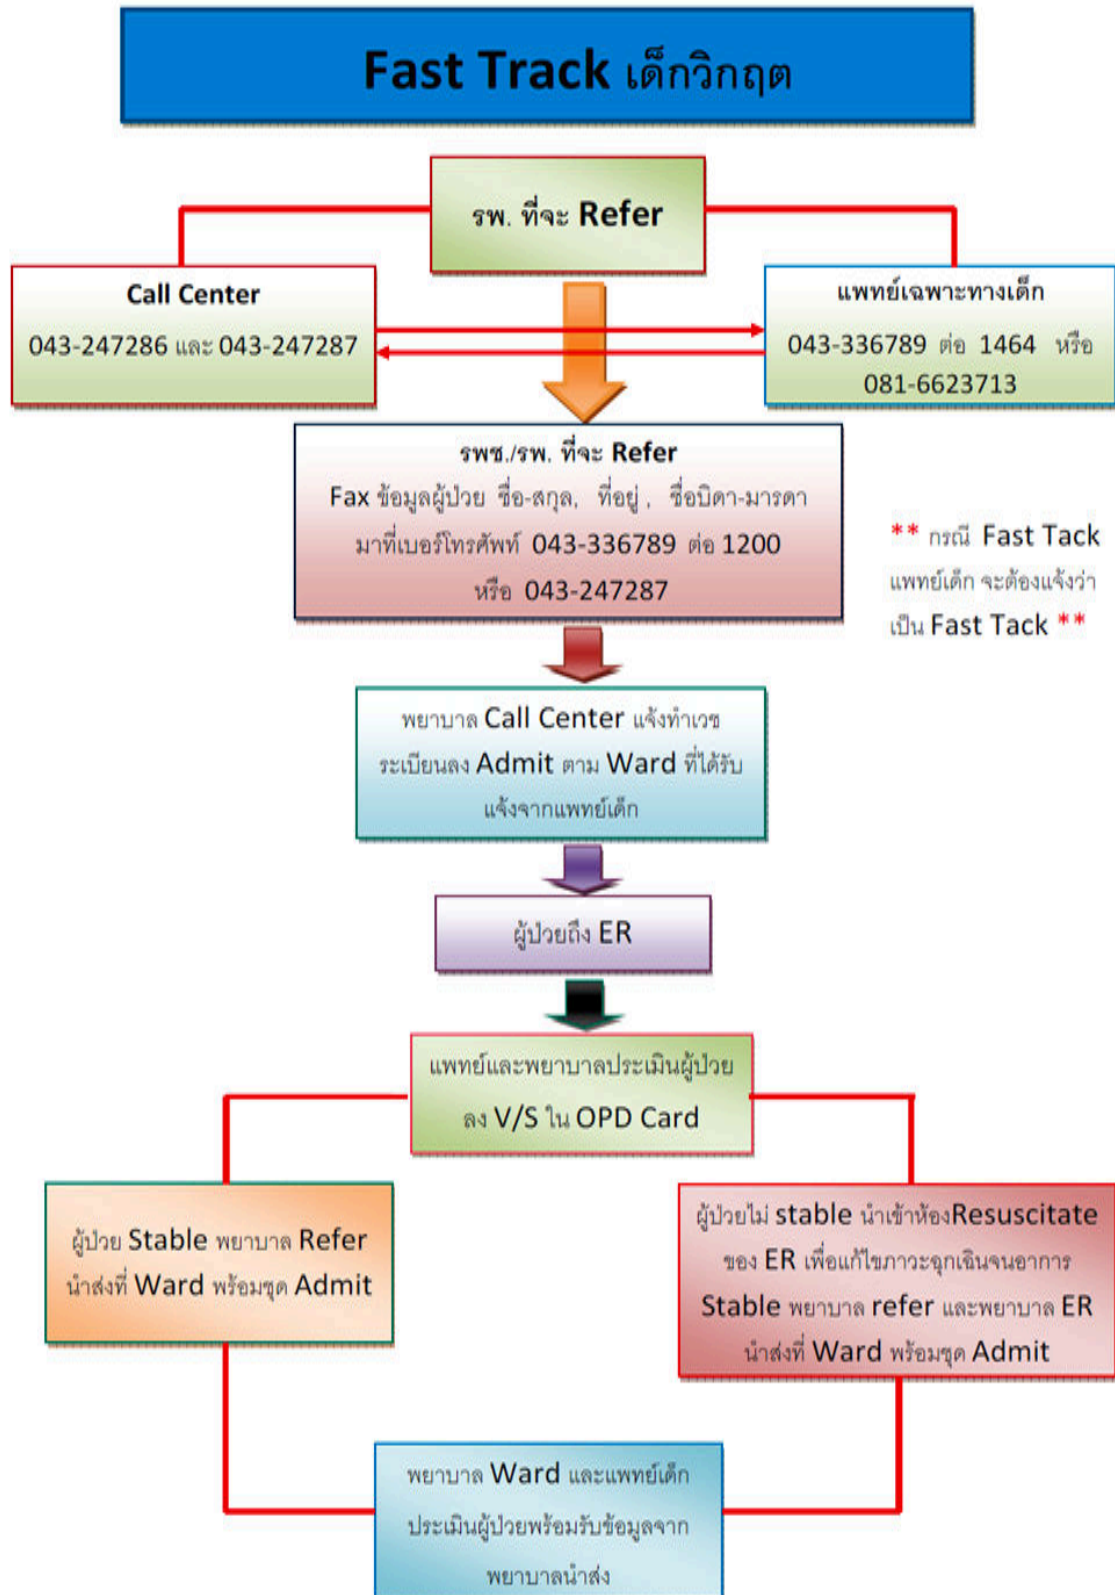 Fast Track เด็กวิกฤต
รพ. ที่จะ Refer
Call Center
043-247286 และ 043-247287
แพทย์เฉพาะทางเด็ก
043-336789 ต่อ 1464 หรือ
081-6623713
รพช./รพ. ที่จะ Refer
Fax ข้อมูลผู้ป่วย ชื่อ-สกุล, ที่อยู่ , ชื่อบิดา-มารดา
มาที่เบอร์โทรศัพท์ 043-336789 ต่อ 1200
หรือ 043-247287
** กรณี Fast Tack
แพทย์เด็ก จะต้องแจ้งว่า
เป็น Fast Tack **
พยาบาล Call Center แจ้งทำเวช
ระเบียนลง Admit ตาม Ward ที่ได้รับ
แจ้งจากแพทย์เด็ก
ผู้ป่วยถึง ER
แพทย์และพยาบาลประเมินผู้ป่วย
ลง V/S ใน OPD Card
ผู้ป่วย Stable พยาบาล Refer
นำส่งที่ Ward พร้อมชุด Admit
ผู้ป่วยไม่ stable นำเข้าห้องResuscitate
ของ ER เพื่อแก้ไขภาวะฉุกเฉินจนอาการ
Stable พยาบาล refer และพยาบาล ER
นำส่งที่ Ward พร้อมชุด Admit
พยาบาล Ward และแพทย์เด็ก
ประเมินผู้ป่วยพร้อมรับข้อมูลจาก
พยาบาลนำส่ง